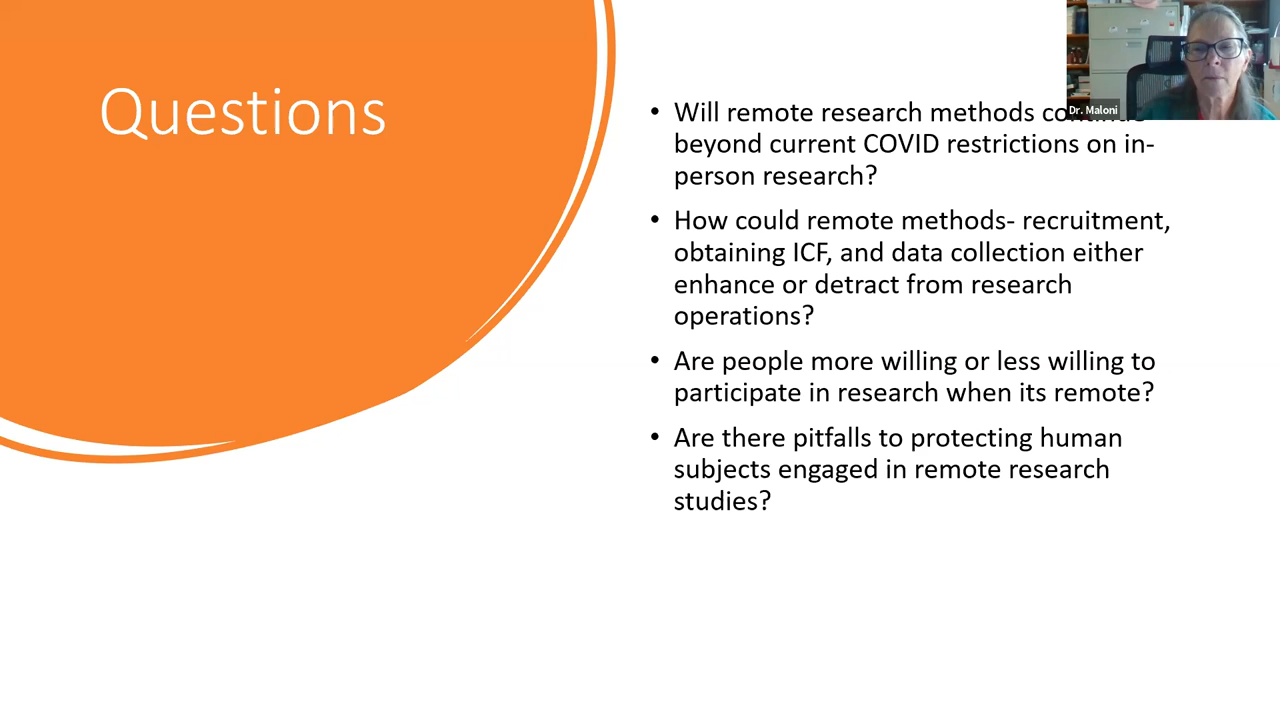 Questions
• Will remote research methods continue
beyond current COVID restrictions on in-
person research?
• How could remote methods- recruitment,
obtaining ICF, and data collection either
enhance or detract from research
operations?
• Are people more willing or less willing to
participate in research when its remote?
• Are there pitfalls to protecting human
subjects engaged in remote research
studies?
Dr. Maloni